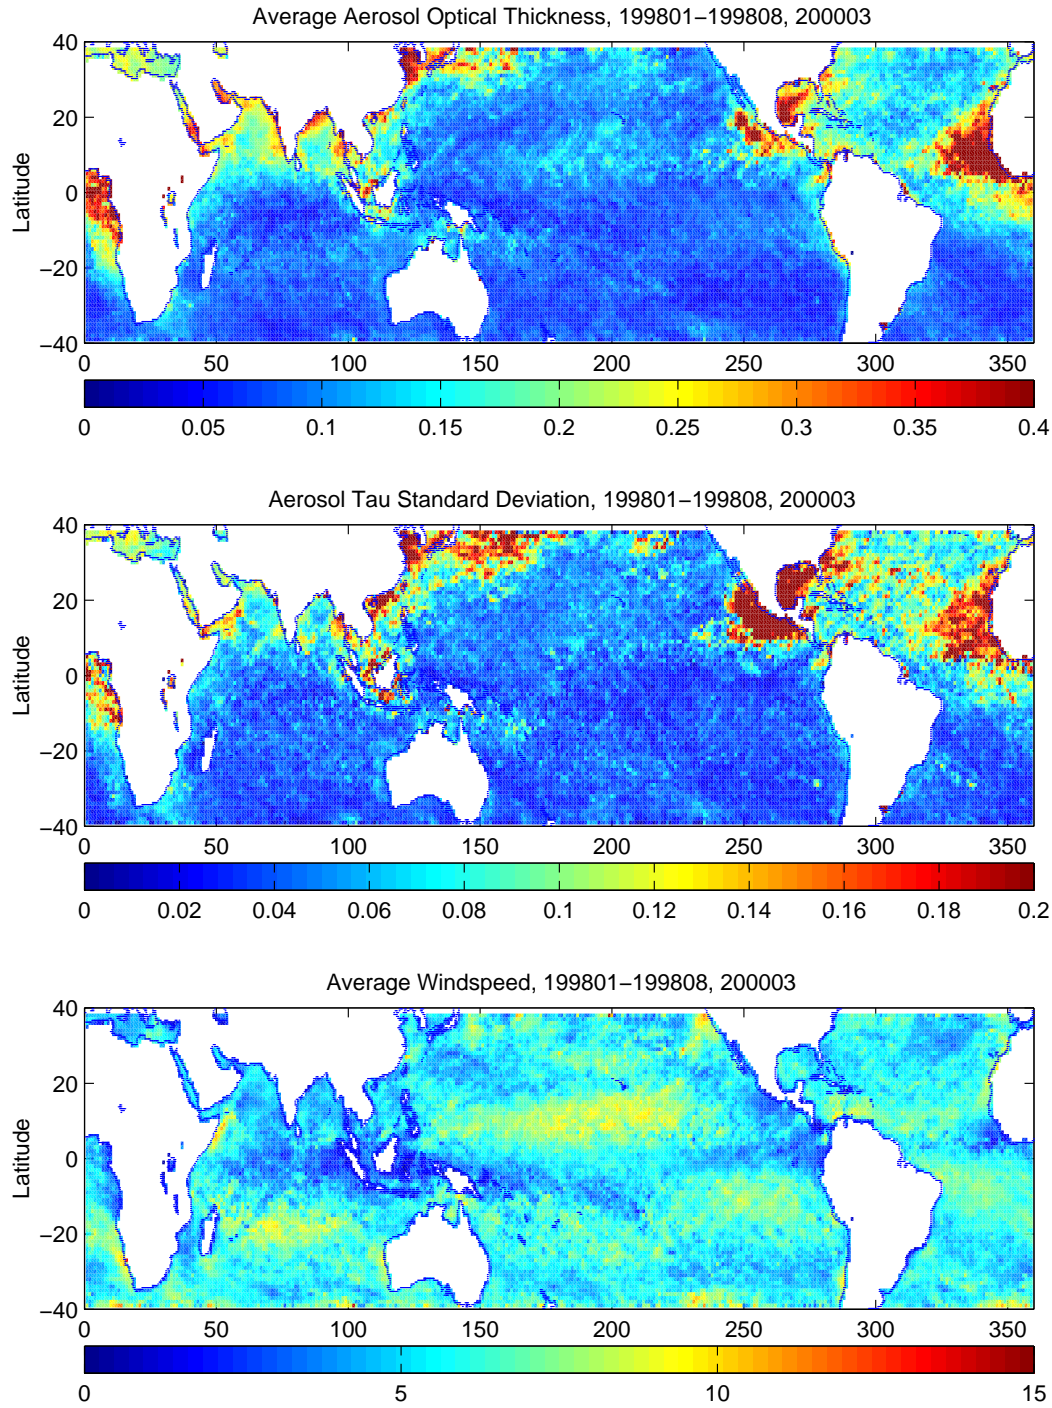 Average Aerosol Optical Thickness, 199801−199808, 200003
40
20
0
−20
−40
Latitude
0 50 100 150 200 250 300 350
0 0.05 0.1 0.15 0.2 0.25 0.3 0.35 0.4
Aerosol Tau Standard Deviation, 199801−199808, 200003
40
20
0
−20
−40
Latitude
0 50 100 150 200 250 300 350
0 0.02 0.04 0.06 0.08 0.1 0.12 0.14 0.16 0.18 0.2
Average Windspeed, 199801−199808, 200003
40
20
0
−20
−40
Latitude
0 50 100 150 200 250 300 350
0 5 10 15